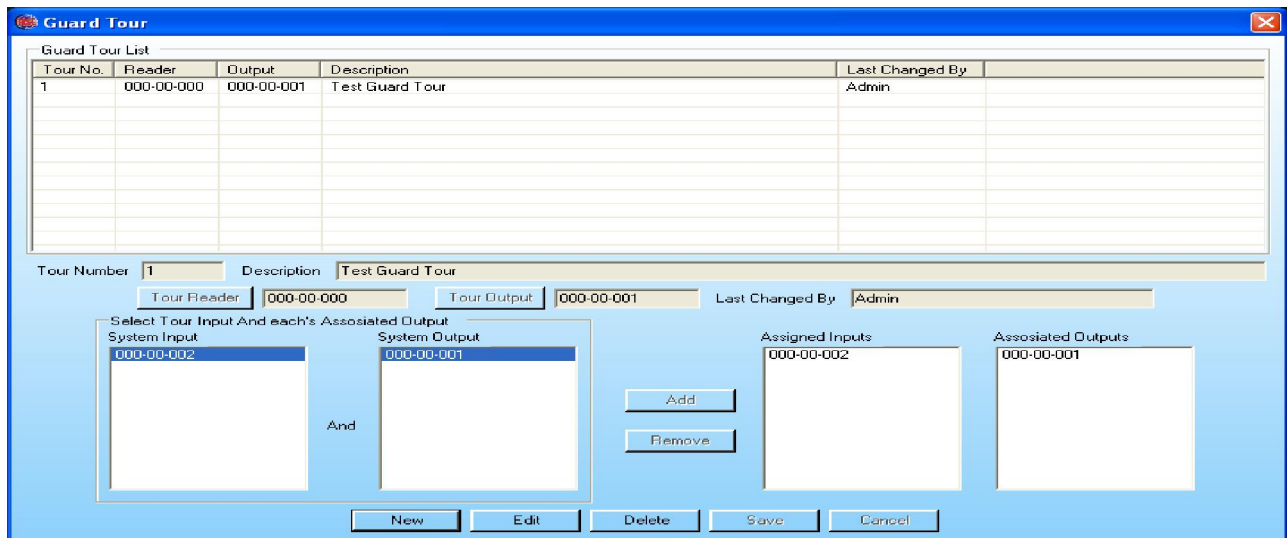 Guard Tour
Guard Tour List
Tour No. Reader Output Description Last Changed By
1 000-00-000 000-00-001 Test Guard Tour Admin
Tour Number 1 Description Test Guard Tour
Tour Reader 000-00-000 Tour Output 000-00-001 Last Changed By Admin
Select Tour Input And each's Assosiated Output
System Input System Output Assigned Inputs Assosiated Outputs
000-00-002 000-00-001 000-00-002 000-00-001
Add
And
Remove
New Edit Delete Save Cancel